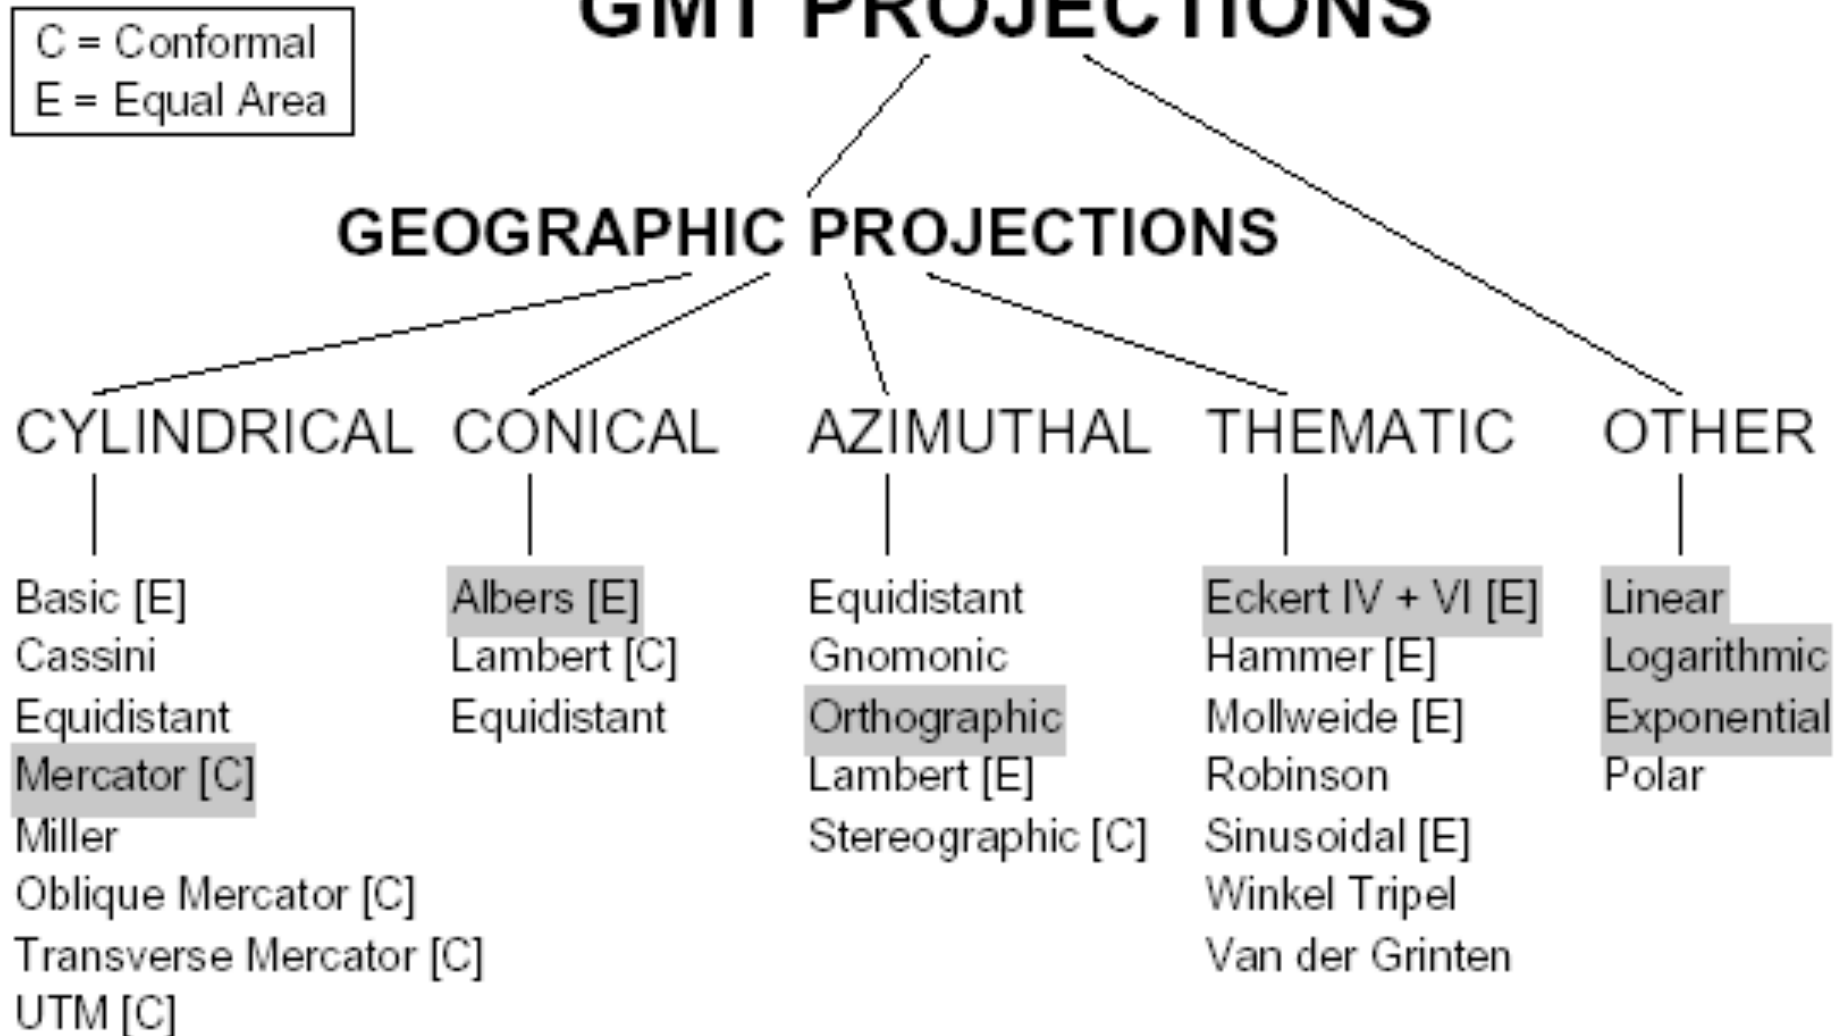 C = Conformal
E = Equal Area
GMT PROJECTIONS
GEOGRAPHIC PROJECTIONS
CYLINDRICAL
Basic [E]
Cassini
Equidistant
Mercator [C]
Miller
Oblique Mercator [C]
Transverse Mercator [C]
UTM [C]
CONICAL
Albers [E]
Lambert [C]
Equidistant
AZIMUTHAL
Equidistant
Gnomonic
Orthographic
Lambert [E]
Stereographic [C]
THEMATIC
Eckert IV + VI [E]
Hammer [E]
Mollweide [E]
Robinson
Sinusoidal [E]
Winkel Tripel
Van der Grinten
OTHER
Linear
Logarithmic
Exponential
Polar